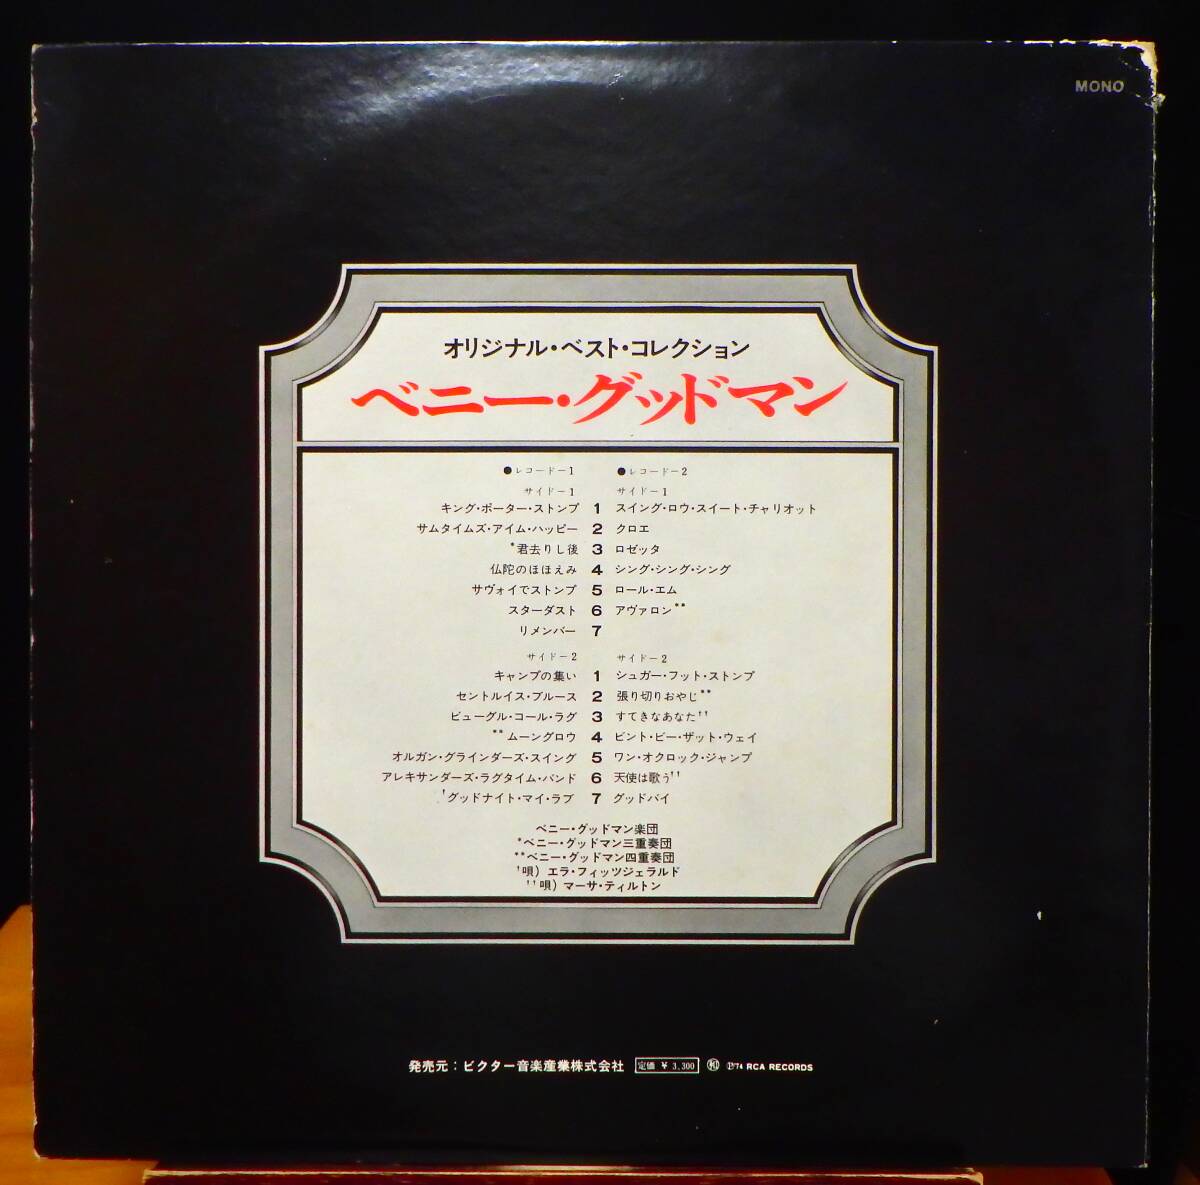 MONO
オリジナル・ベスト・コレクション
ベニー・グッドマン
●レコード−1 ●レコード−2
サイド−1 サイド−1
キング・ポーター・ストンプ 1 スイング・ロウ・スイート・チャリオット
サムタイムズ・アイム・ハッピー 2 クロエ
*君去りし後 3 ロゼッタ
仏陀のほほえみ 4 シング・シング・シング
サヴォイでストンプ 5 ロール・エム
スターダスト 6 アヴァロン**
リメンバー 7
サイド−2 サイド−2
キャンプの集い 1 シュガー・フット・ストンプ
セントルイス・ブルース 2 張り切りおやじ**
ビューグル・コール・ラグ 3 すてきなあなた††
**ムーングロウ 4 ピント・ビー・ザット・ウェイ
オルガン・グラインダーズ・スイング 5 ワン・オクロック・ジャンプ
アレキサンダーズ・ラグタイム・バンド 6 天使は歌う††
†グッドナイト・マイ・ラブ 7 グッドバイ
ベニー・グッドマン楽団
*ベニー・グッドマン三重奏団
**ベニー・グッドマン四重奏団
†唄)エラ・フィッツジェラルド
††唄)マーサ・ティルトン
発売元:ビクター音楽産業株式会社 定価 ¥ 3,300 ℗'74 RCA RECORDS